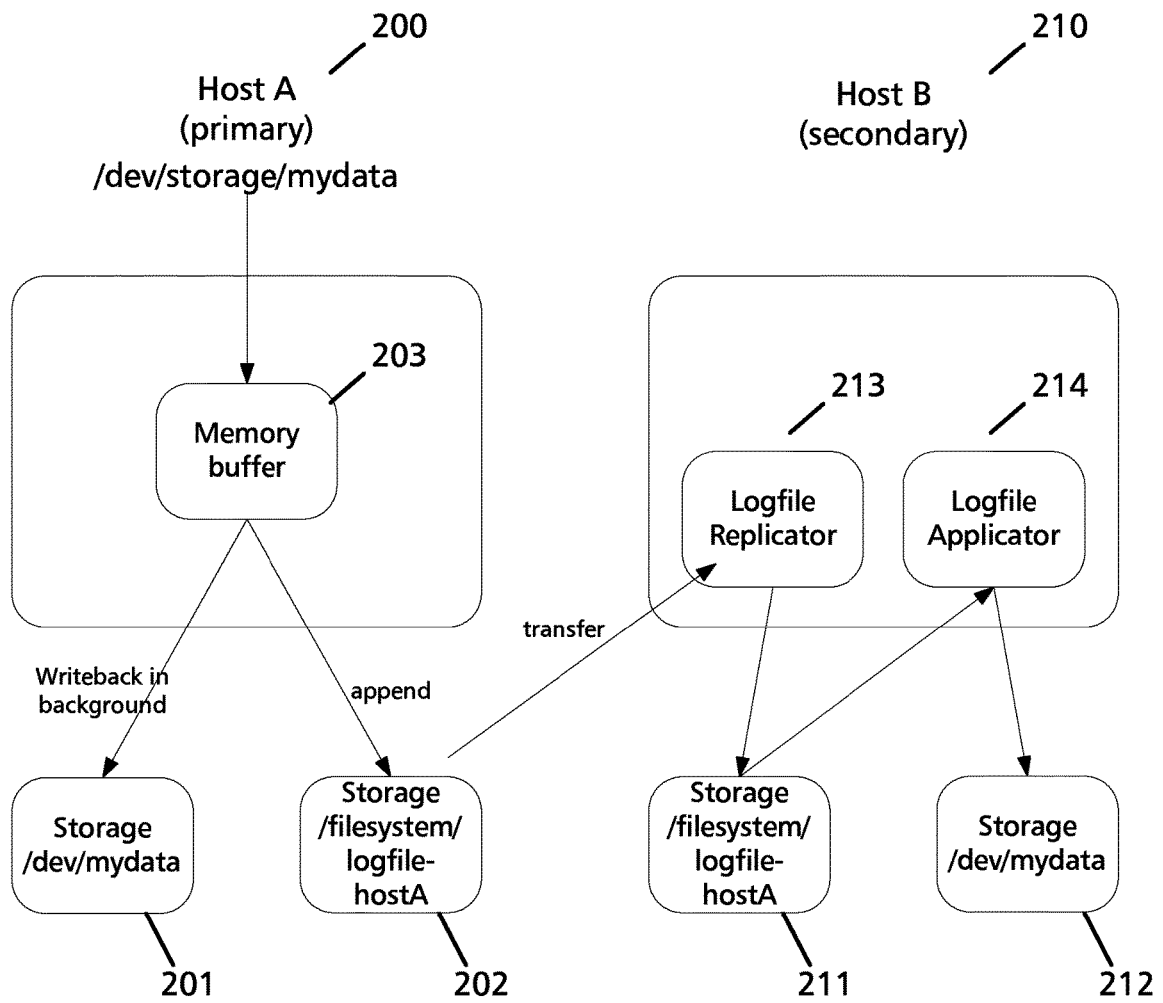 200
210
Host A
(primary)
/dev/storage/mydata
Host B
(secondary)
203
Memory
buffer
213
214
Logfile
Replicator
Logfile
Applicator
transfer
Writeback in
background
append
Storage
/dev/mydata
Storage
/filesystem/
logfile-
hostA
Storage
/filesystem/
logfile-
hostA
Storage
/dev/mydata
201
202
211
212